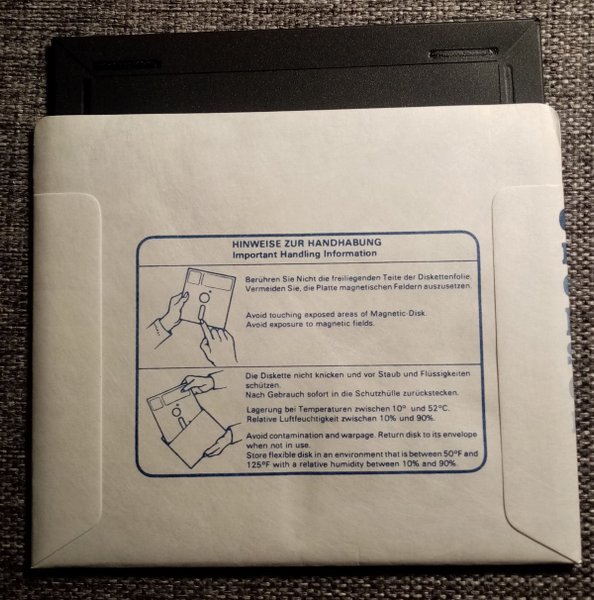 HINWEISE ZUR HANDHABUNG
Important Handling Information
Berühren Sie Nicht die freiliegenden Teite der Diskettenfolie.
Vermeiden Sie, die Platte magnetischen Feldern auszusetzen.
Avoid touching exposed areas of Magnetic-Disk.
Avoid exposure to magnetic fields.
Die Diskette nicht knicken und vor Staub und Flüssigkeiten
schützen.
Nach Gebrauch sofort in die Schutzhülle zurückstecken.
Lagerung bei Temperaturen zwischen 10° und 52°C.
Relative Luftfeuchtigkeit zwischen 10% und 90%.
Avoid contamination and warpage. Return disk to its envelope
when not in use.
Store flexible disk in an environment that is between 50°F and
125°F with a relative humidity between 10% and 90%.